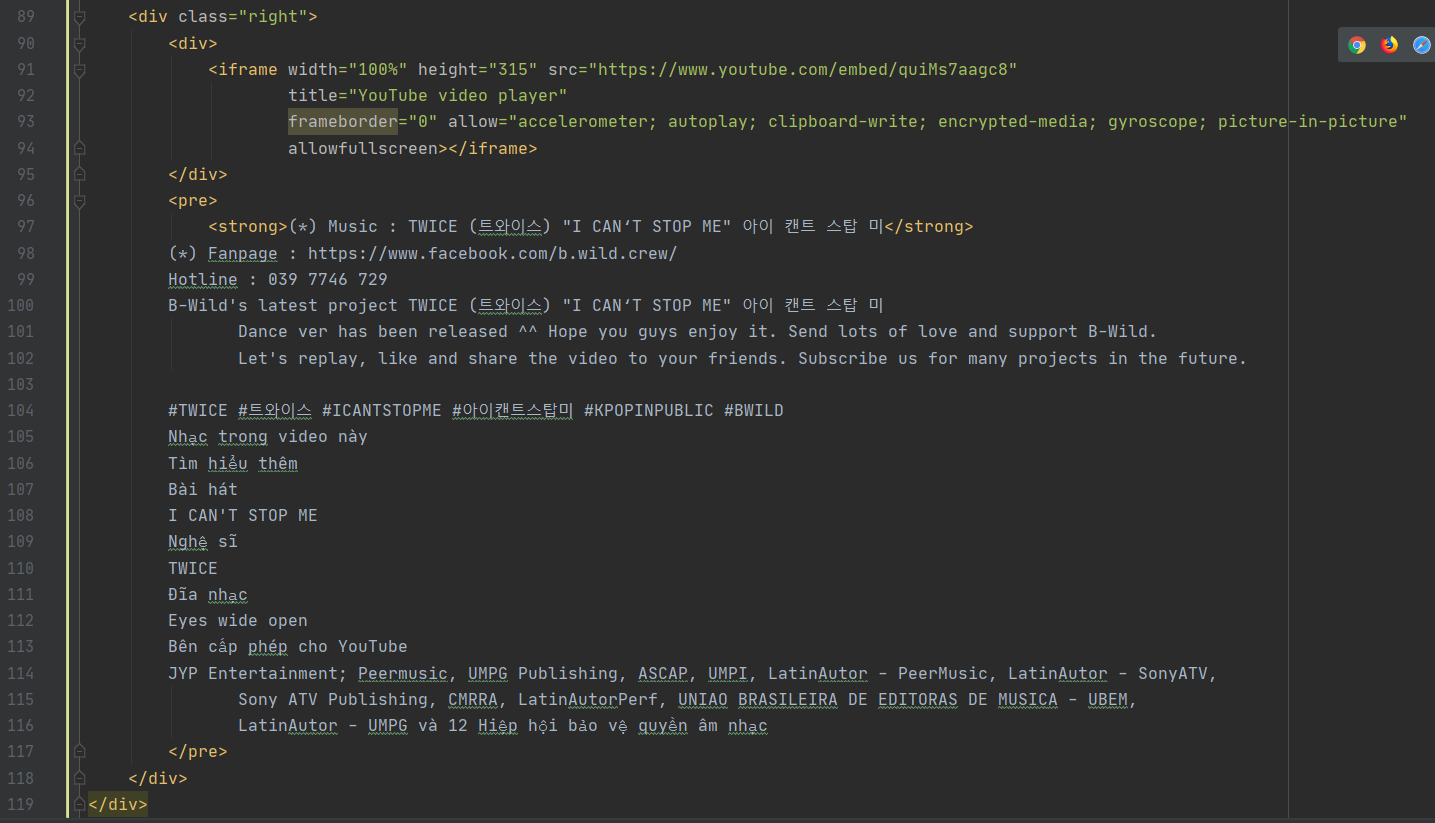 89 <div class="right">
90 <div>
91 <iframe width="100%" height="315" src="https://www.youtube.com/embed/quiMs7aagc8"
92 title="YouTube video player"
93 frameborder="0" allow="accelerometer; autoplay; clipboard-write; encrypted-media; gyroscope; picture-in-picture"
94 allowfullscreen></iframe>
95 </div>
96 <pre>
97 <strong>(*) Music : TWICE (트와이스) "I CAN‘T STOP ME" 아이 캔트 스탑 미</strong>
98 (*) Fanpage : https://www.facebook.com/b.wild.crew/
99 Hotline : 039 7746 729
100 B-Wild's latest project TWICE (트와이스) "I CAN‘T STOP ME" 아이 캔트 스탑 미
101 Dance ver has been released ^^ Hope you guys enjoy it. Send lots of love and support B-Wild.
102 Let's replay, like and share the video to your friends. Subscribe us for many projects in the future.
103
104 #TWICE #트와이스 #ICANTSTOPME #아이캔트스탑미 #KPOPINPUBLIC #BWILD
105 Nhạc trong video này
106 Tìm hiểu thêm
107 Bài hát
108 I CAN'T STOP ME
109 Nghệ sĩ
110 TWICE
111 Đĩa nhạc
112 Eyes wide open
113 Bên cấp phép cho YouTube
114 JYP Entertainment; Peermusic, UMPG Publishing, ASCAP, UMPI, LatinAutor - PeerMusic, LatinAutor - SonyATV,
115 Sony ATV Publishing, CMRRA, LatinAutorPerf, UNIAO BRASILEIRA DE EDITORAS DE MUSICA - UBEM,
116 LatinAutor - UMPG và 12 Hiệp hội bảo vệ quyền âm nhạc
117 </pre>
118 </div>
119 </div>